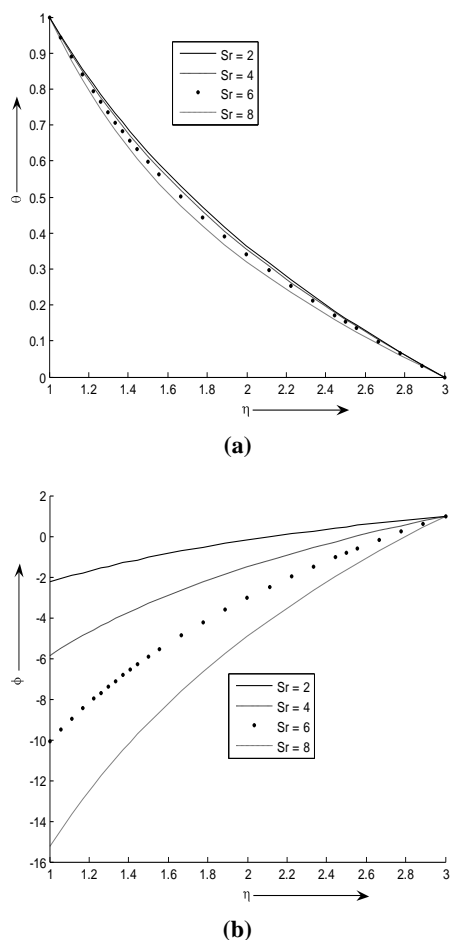 1
0.9
0.8
0.7
0.6
0.5
0.4
0.3
0.2
0.1
0
θ
Sr = 2
Sr = 4
Sr = 6
Sr = 8
1 1.2 1.4 1.6 1.8 2 2.2 2.4 2.6 2.8 3
η
(a)
2
0
-2
-4
-6
-8
-10
-12
-14
-16
ϕ
Sr = 2
Sr = 4
Sr = 6
Sr = 8
1 1.2 1.4 1.6 1.8 2 2.2 2.4 2.6 2.8 3
η
(b)